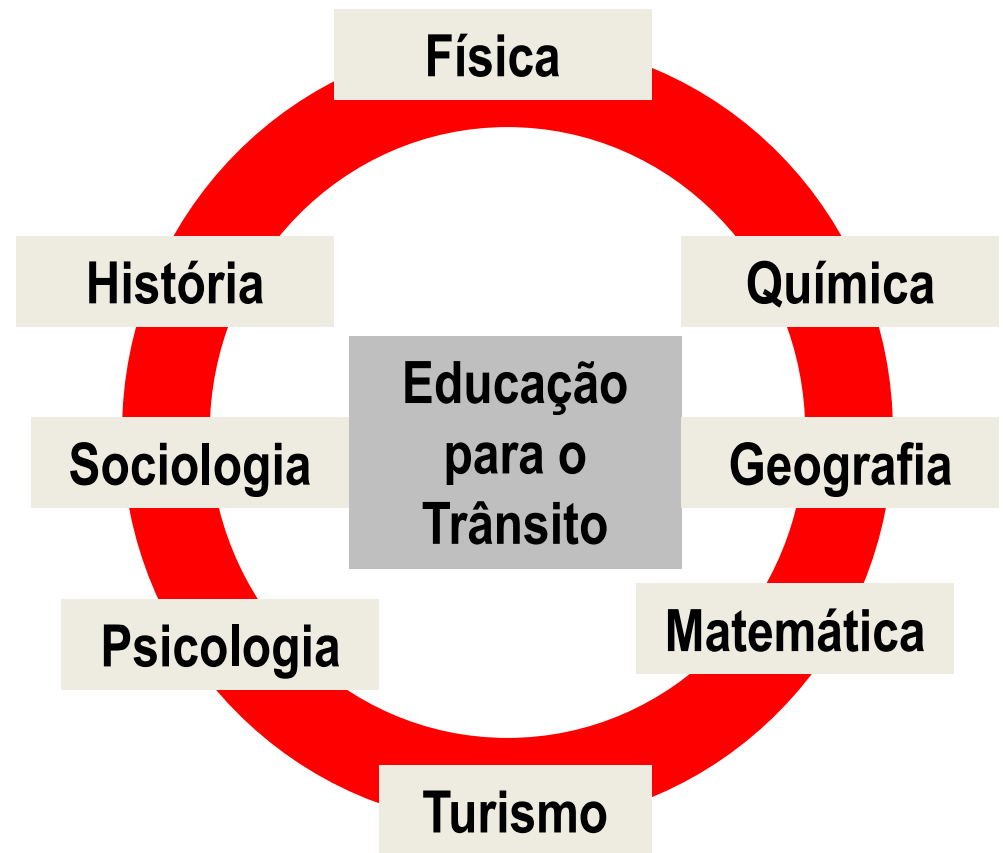 Física
História
Química
Educação
para o
Trânsito
Sociologia
Geografia
Psicologia
Matemática
Turismo